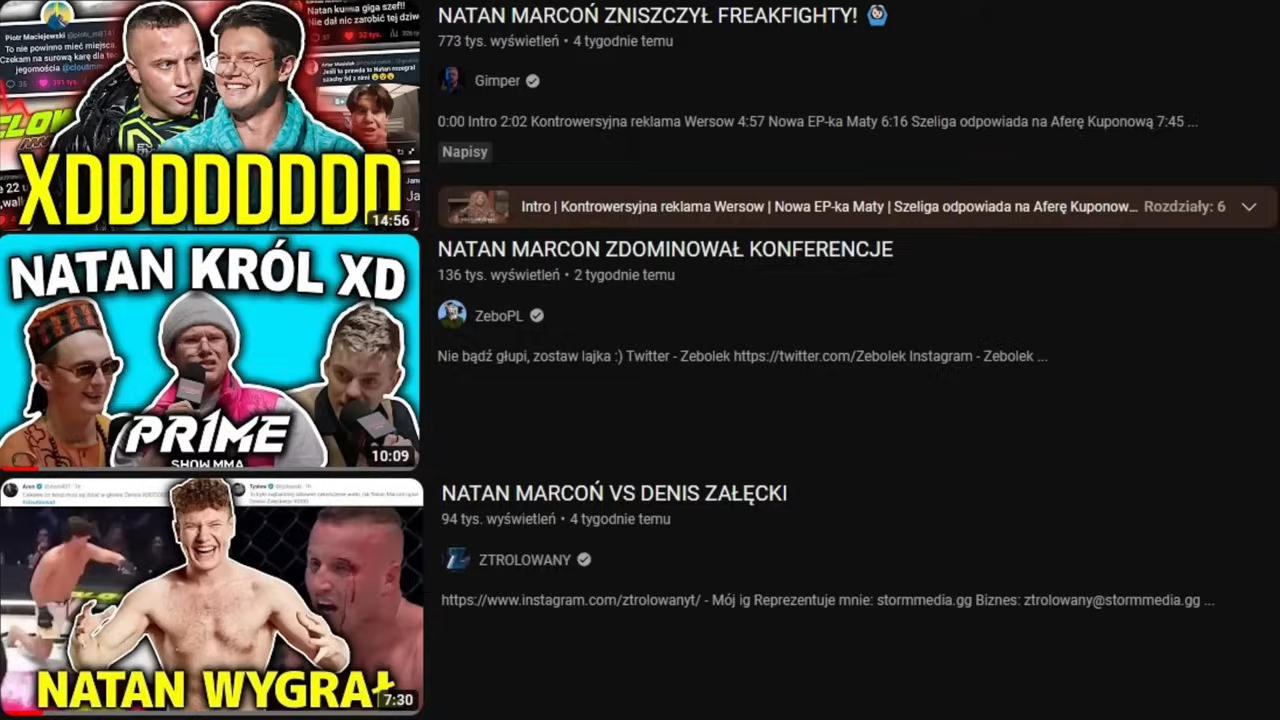 Natan kurna giga szef!!
Nie dał nic zarobić tej dziw
Piotr Maciejewski
To nie powinno mieć miejsca
Czekam na surową karę dla
jegomościa
Jeśli to prawda to Natan rozegrał
szachy 5d z nimi
XDDDDDDDD
14:56
NATAN MARCOŃ ZNISZCZYŁ FREAKFIGHTY! 🙆🏻‍♂️
773 tys. wyświetleń • 4 tygodnie temu
Gimper
0:00 Intro 2:02 Kontrowersyjna reklama Wersow 4:57 Nowa EP-ka Maty 6:16 Szeliga odpowiada na Aferę Kuponową 7:45 ...
Napisy
Intro | Kontrowersyjna reklama Wersow | Nowa EP-ka Maty | Szeliga odpowiada na Aferę Kuponow... Rozdziały: 6
NATAN KRÓL XD
PR1ME
SHOW MMA
10:09
NATAN MARCON ZDOMINOWAŁ KONFERENCJE
136 tys. wyświetleń • 2 tygodnie temu
ZeboPL
Nie bądź głupi, zostaw lajka :) Twitter - Zebolek https://twitter.com/Zebolek Instagram - Zebolek ...
NATAN WYGRAŁ
7:30
NATAN MARCOŃ VS DENIS ZAŁĘCKI
94 tys. wyświetleń • 4 tygodnie temu
ZTROLOWANY
https://www.instagram.com/ztrolowanyt/ - Mój ig Reprezentuje mnie: stormmedia.gg Biznes: ztrolowany@stormmedia.gg ...